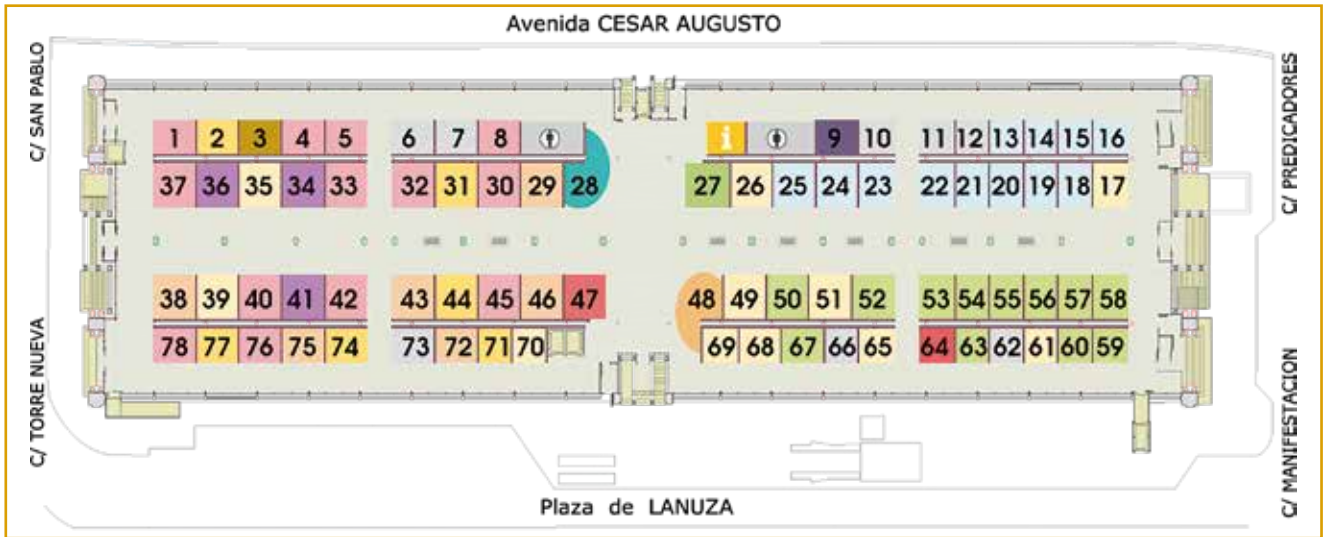 Avenida CESAR AUGUSTO
C/ SAN PABLO
C/ PREDICADORES
1 2 3 4 5 6 7 8 i 9 10 11 12 13 14 15 16
37 36 35 34 33 32 31 30 29 28 27 26 25 24 23 22 21 20 19 18 17
38 39 40 41 42 43 44 45 46 47 48 49 50 51 52 53 54 55 56 57 58
78 77 76 75 74 73 72 71 70 69 68 67 66 65 64 63 62 61 60 59
C/ TORRE NUEVA
C/ MANIFESTACION
Plaza de LANUZA